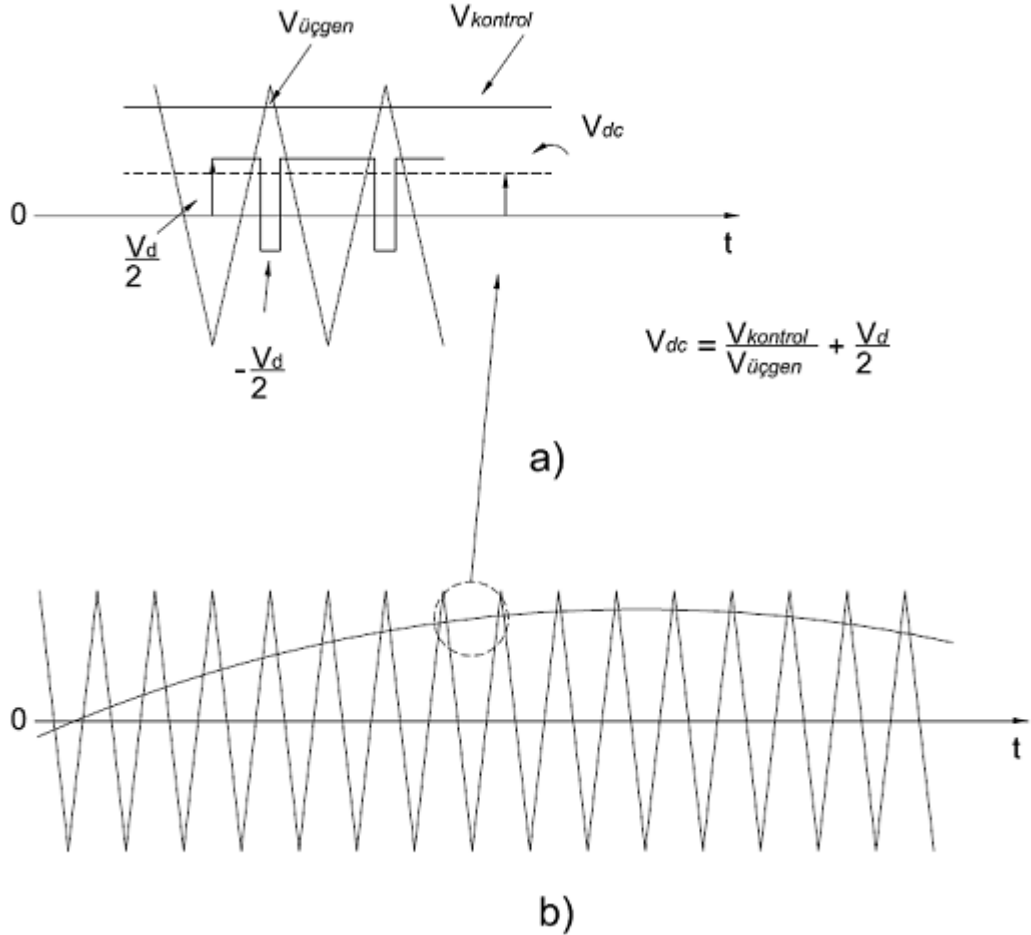 Vüçgen
Vkontrol
Vdc
0
t
Vd
2
-Vd
2
Vdc = Vkontrol/Vüçgen + Vd/2
a)
0
t
b)